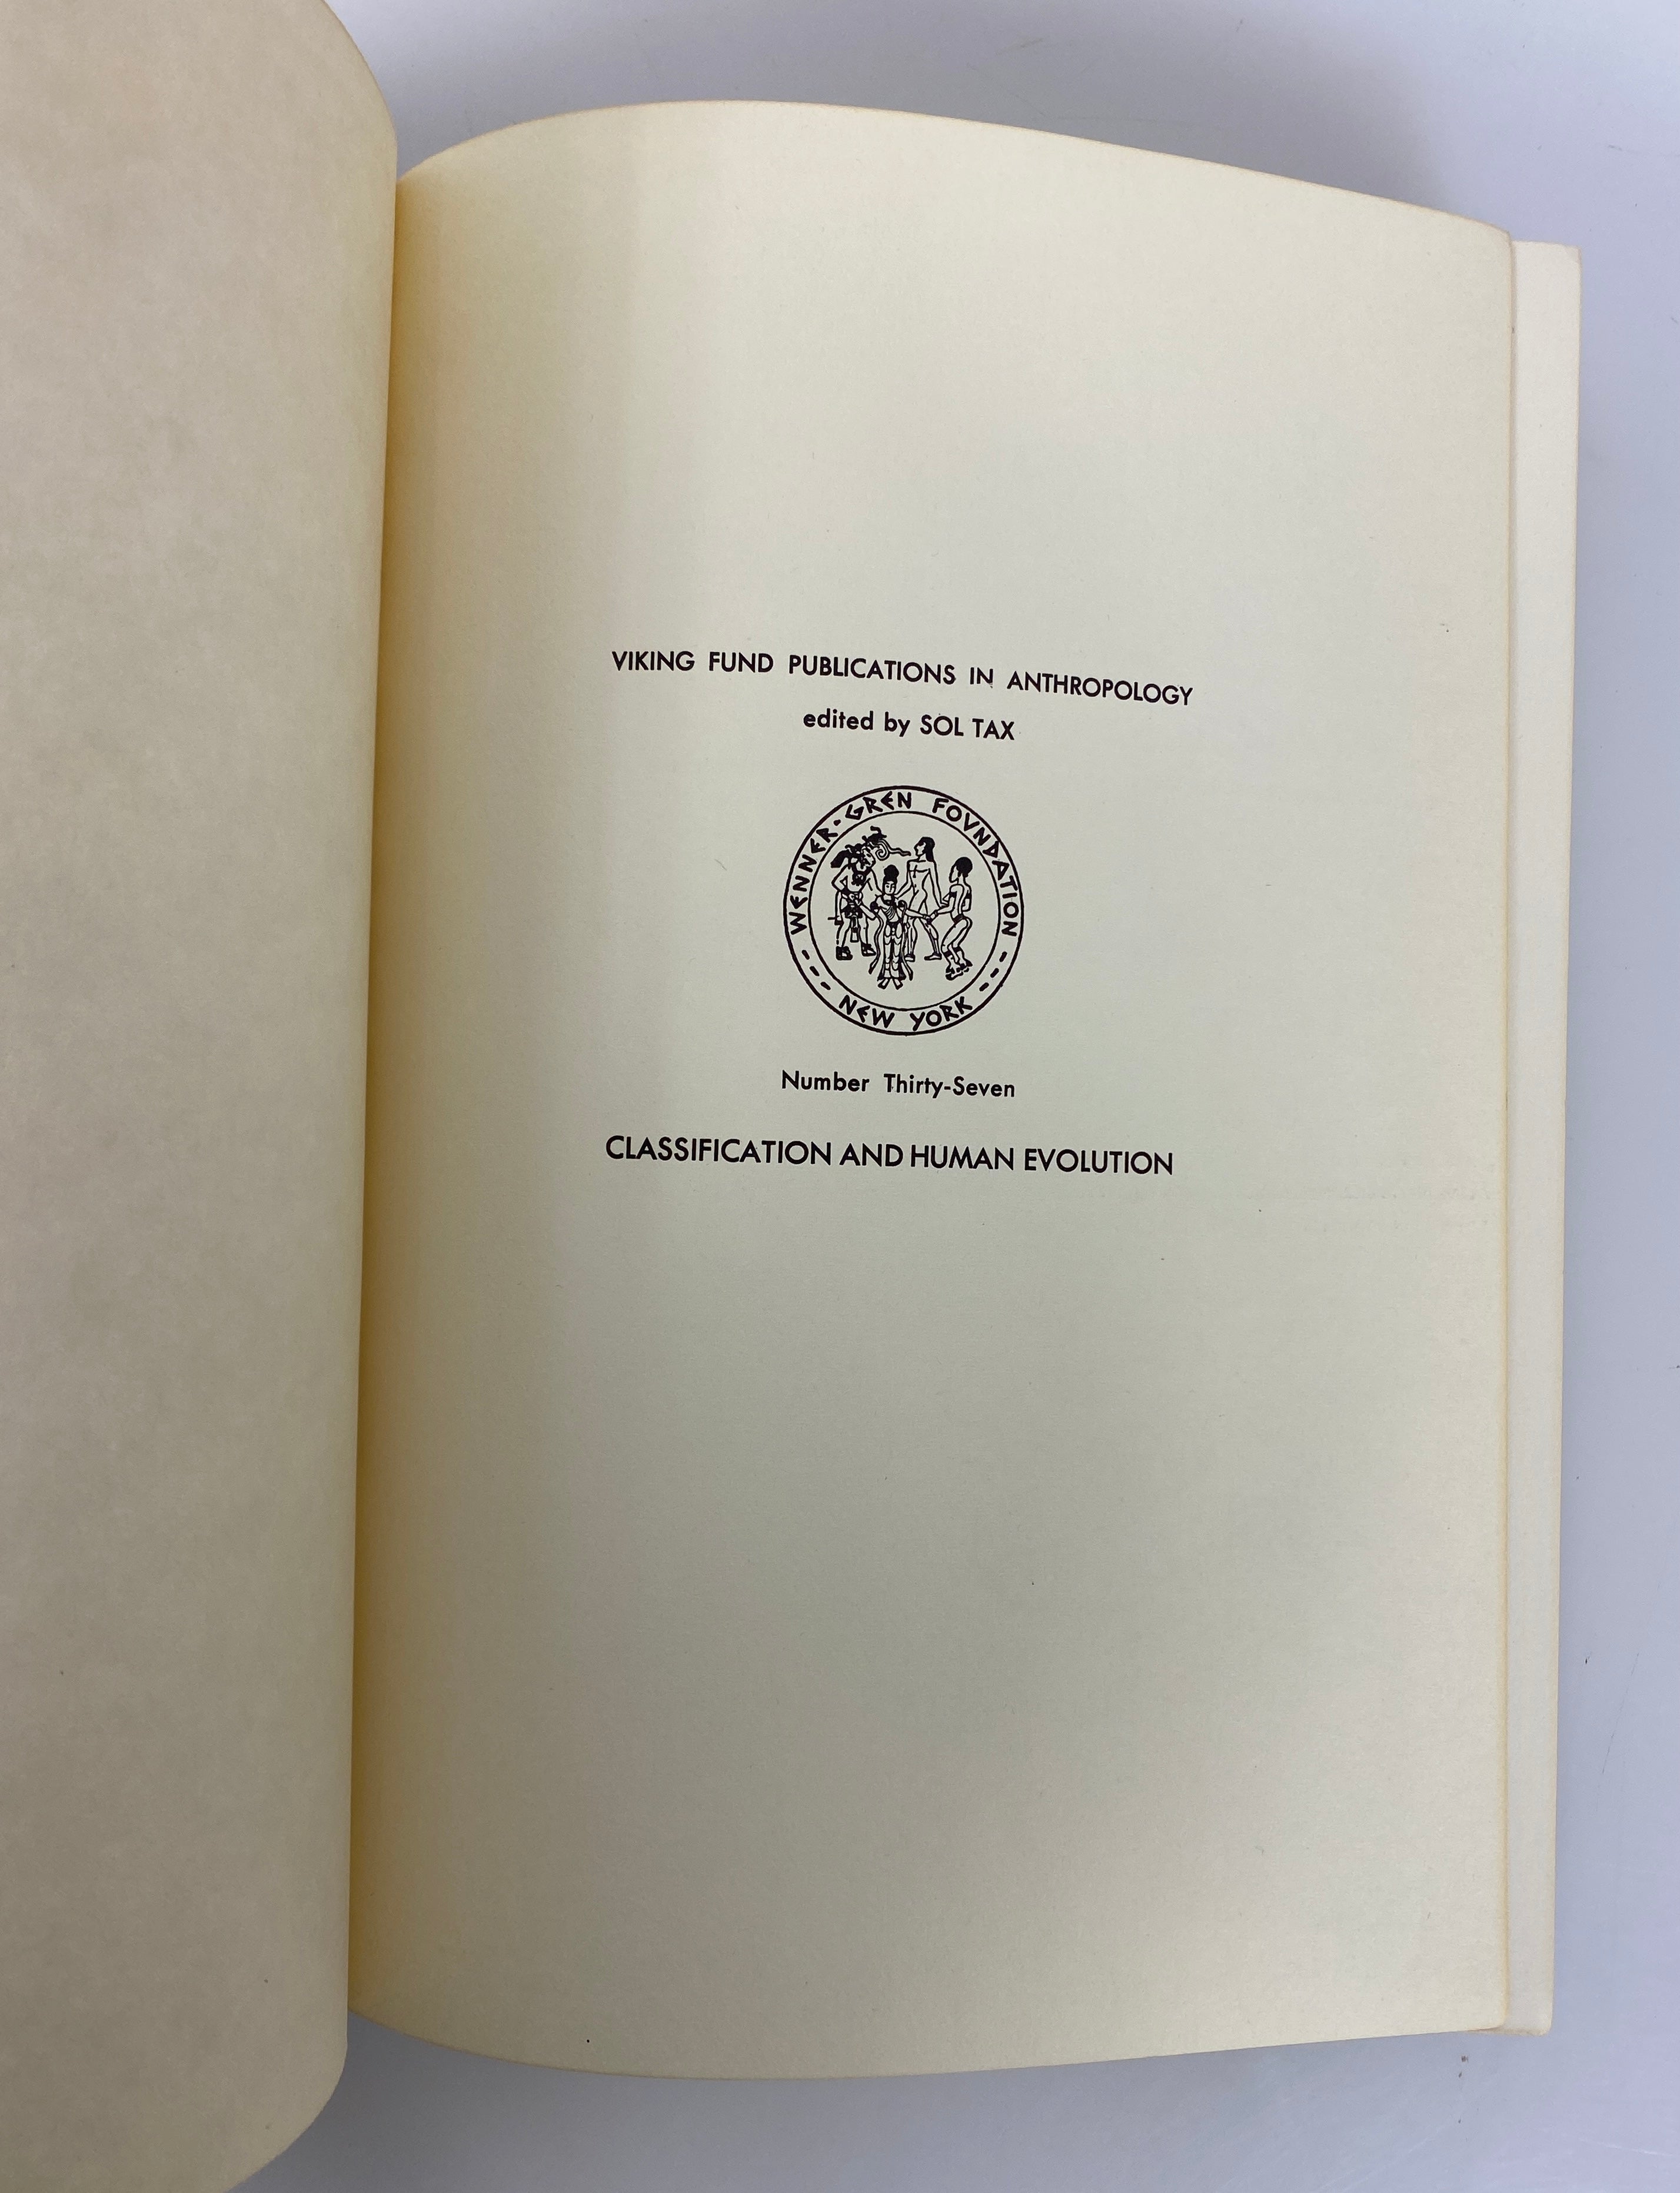 VIKING FUND PUBLICATIONS IN ANTHROPOLOGY
edited by SOL TAX
WENNER-GREN FOVNDATION
---NEW YORK---
Number Thirty-Seven
CLASSIFICATION AND HUMAN EVOLUTION